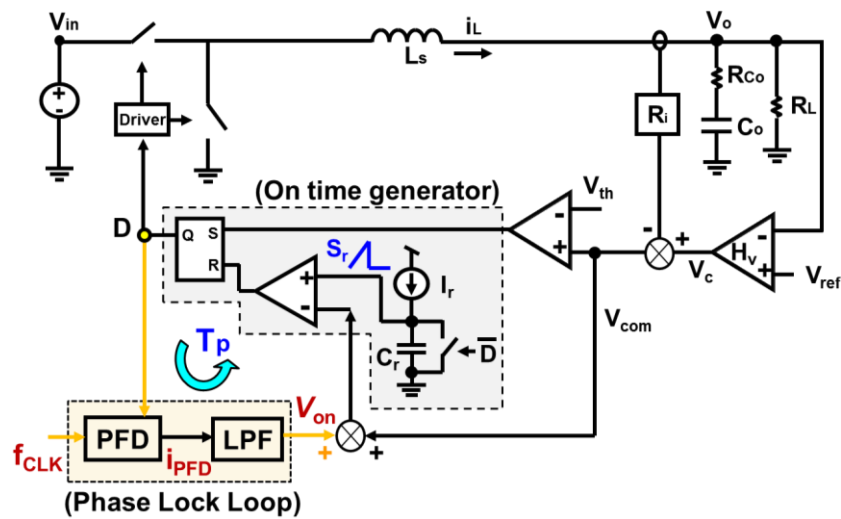 Vin
Ls
iL
Vo
+
-
Driver
Ri
RCo
Co
RL
(On time generator)
Vth
-
+
D
Q
S
R
Sr
Ir
+
-
Cr
D̅
-
+
Vc
Hv
-
+
Vref
Vcom
Tp
fCLK
PFD
iPFD
LPF
Von
+
+
(Phase Lock Loop)